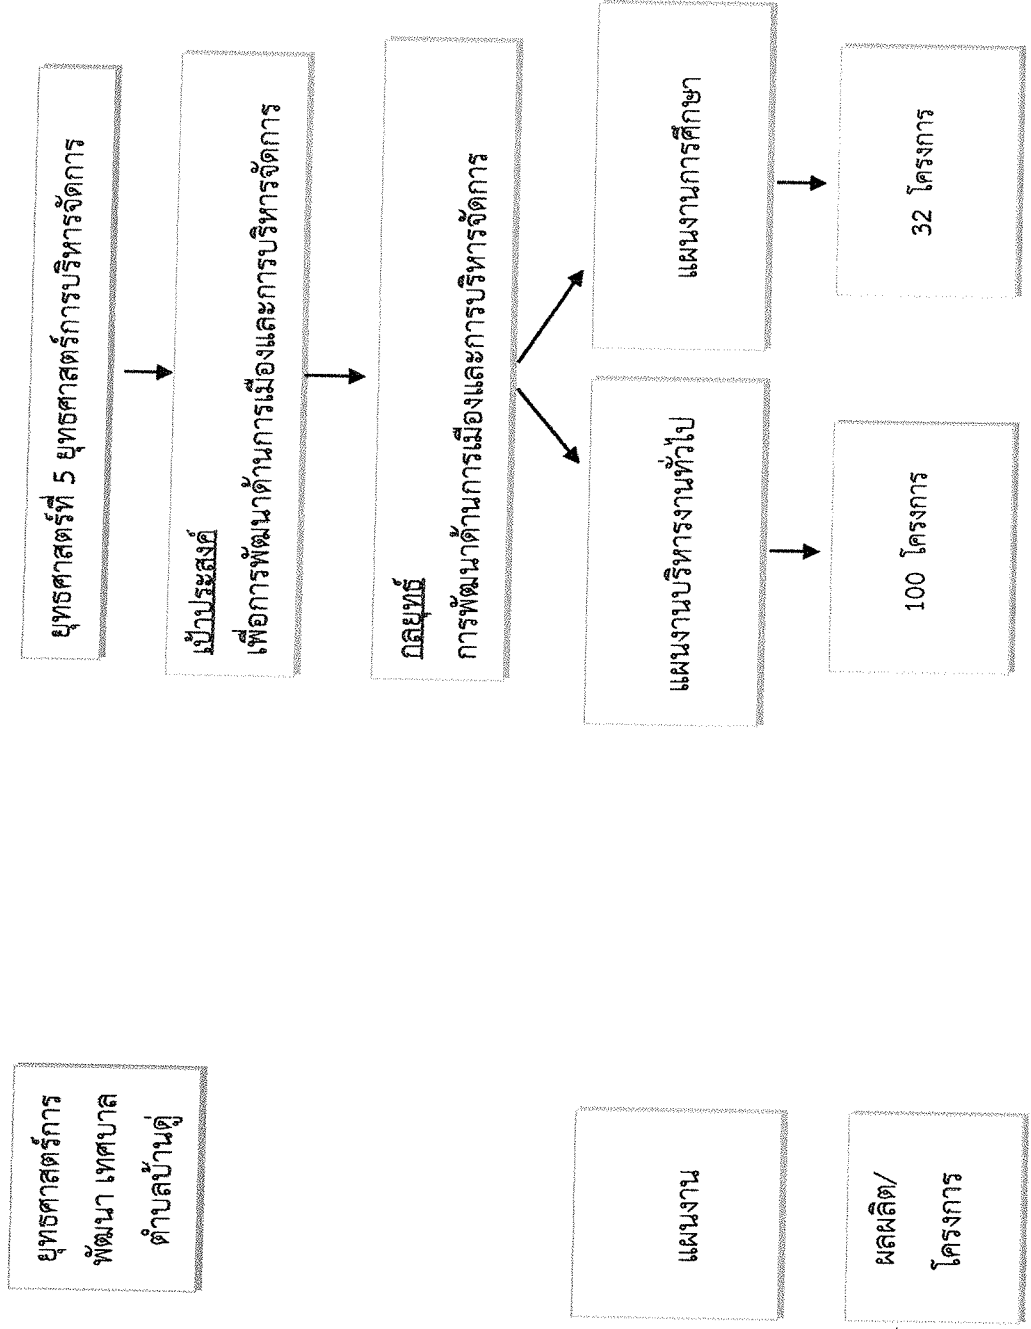 ยุทธศาสตร์การ
พัฒนา เทศบาล
ตำบลบ้านดู่
ยุทธศาสตร์ที่ 5 ยุทธศาสตร์การบริหารจัดการ
เป้าประสงค์
เพื่อการพัฒนาด้านการเมืองและการบริหารจัดการ
กลยุทธ์
การพัฒนาด้านการเมืองและการบริหารจัดการ
แผนงาน
แผนงานบริหารงานทั่วไป
แผนงานการศึกษา
ผลผลิต/
โครงการ
100 โครงการ
32 โครงการ